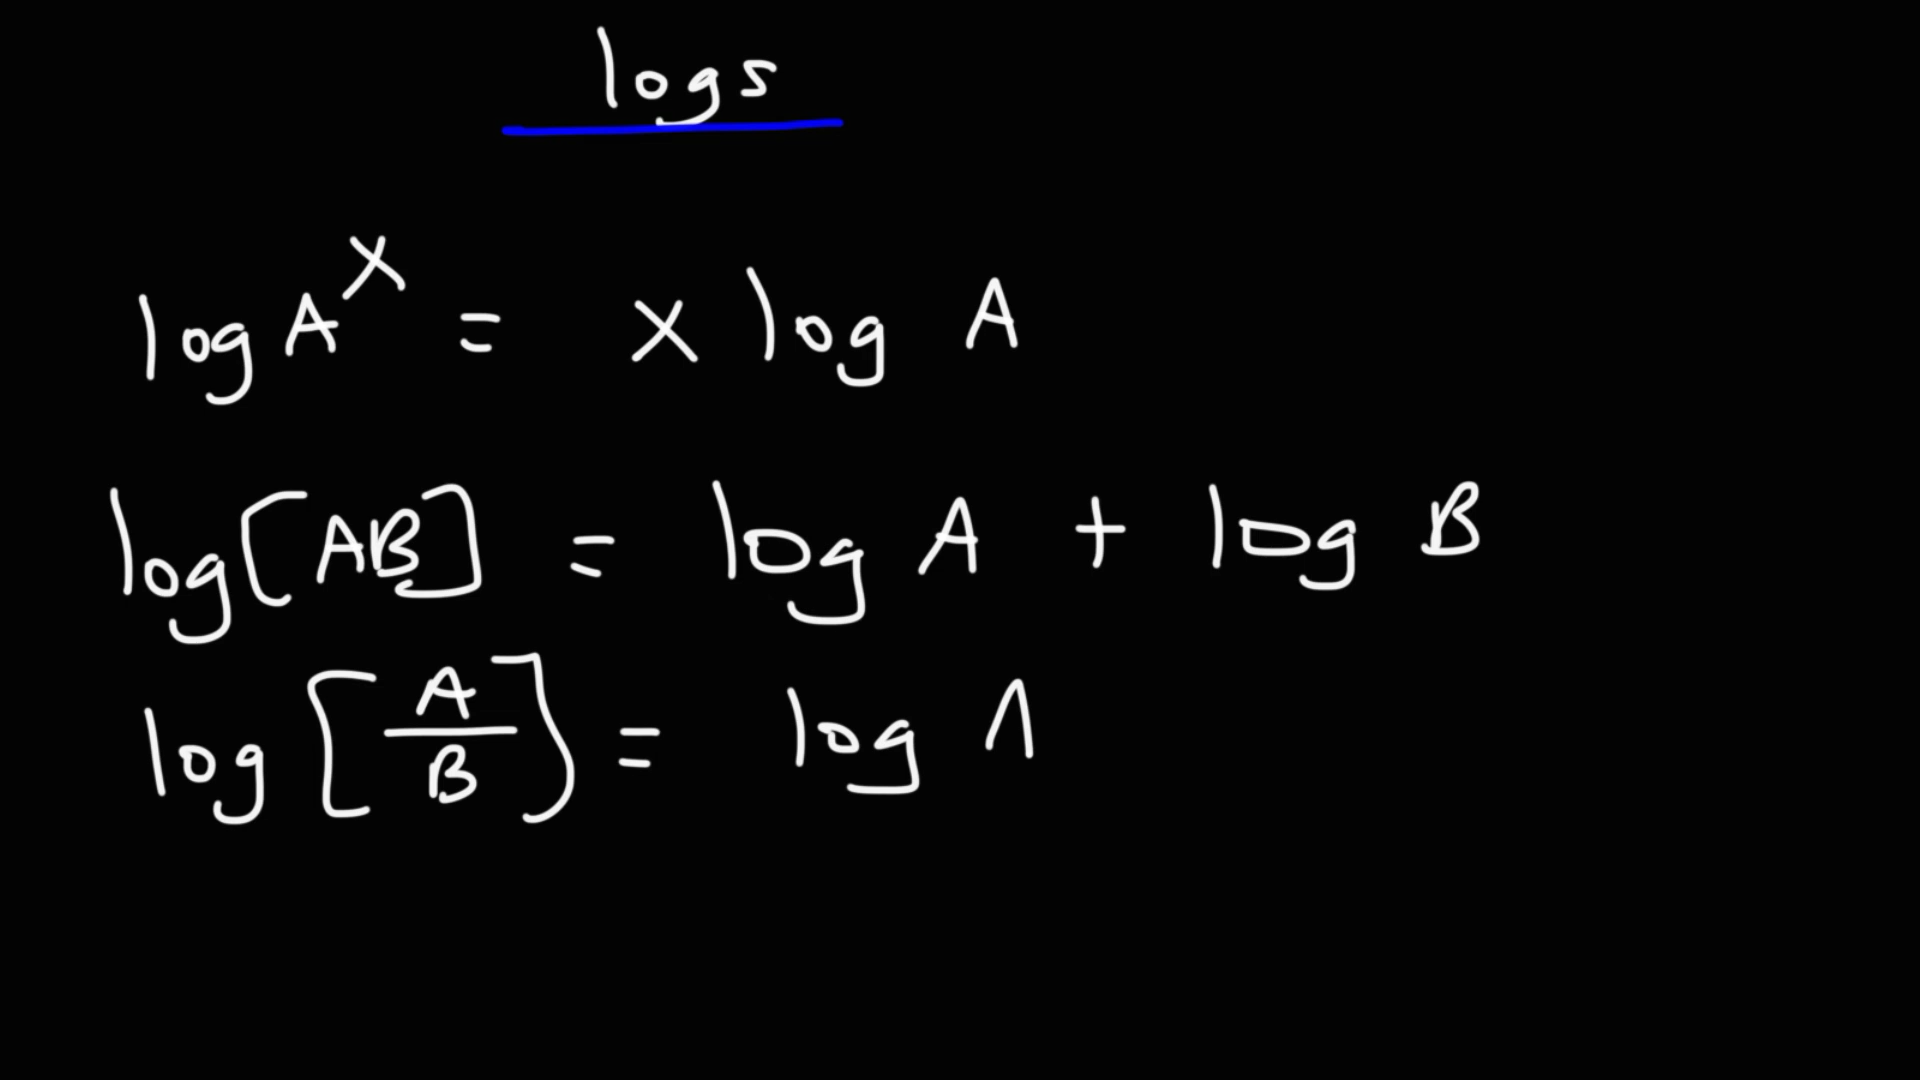 logs
log A^x = x log A
log[AB] = log A + log B
log[A/B] = log Λ